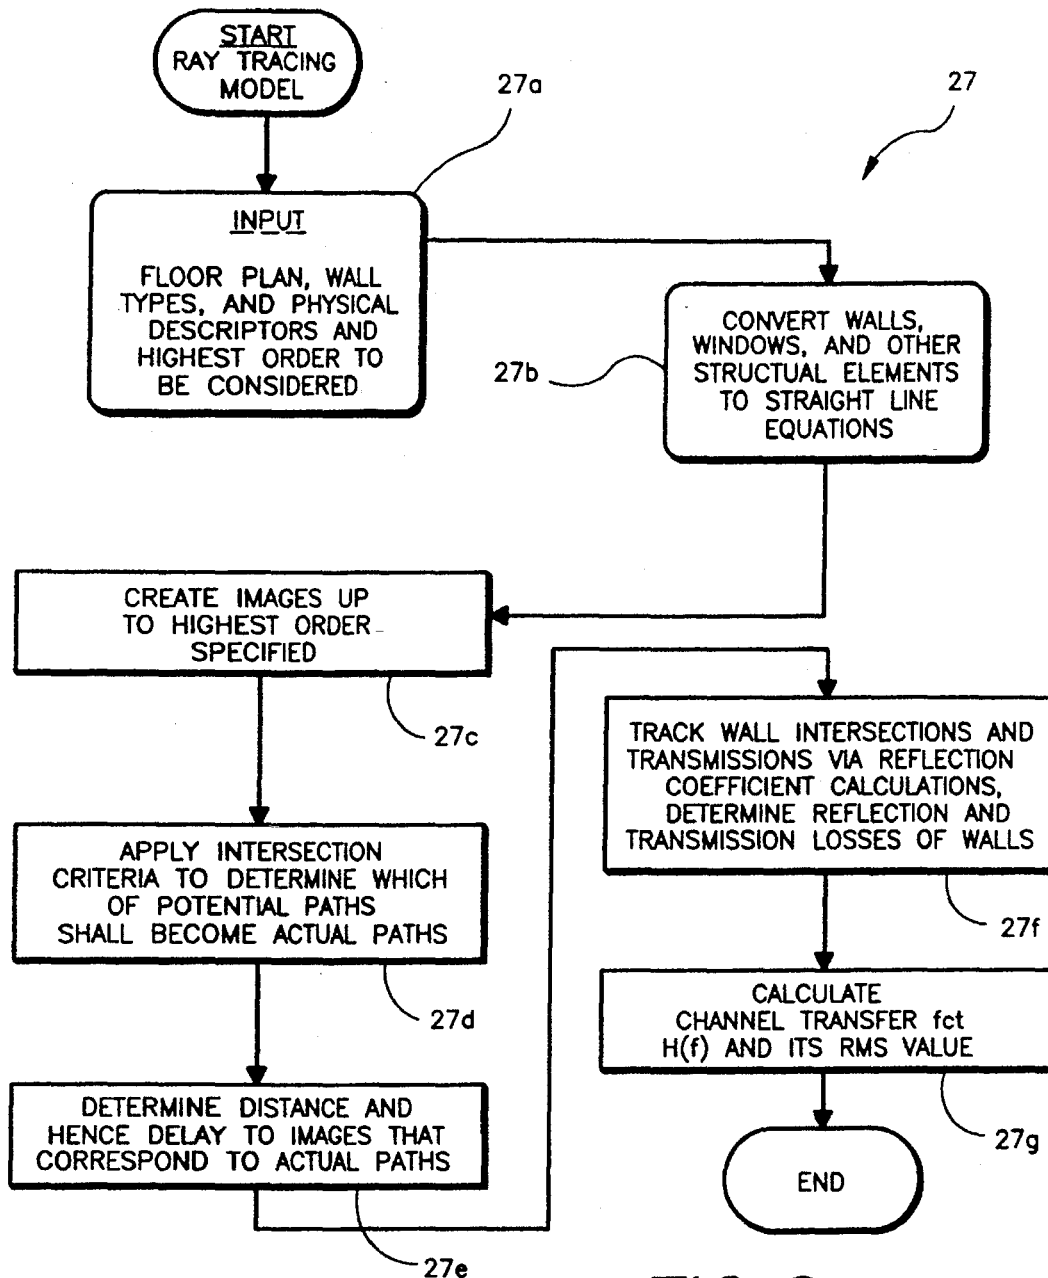 START
RAY TRACING
MODEL
27a
27
INPUT
FLOOR PLAN, WALL
TYPES, AND PHYSICAL
DESCRIPTORS AND
HIGHEST ORDER TO
BE CONSIDERED
27b
CONVERT WALLS,
WINDOWS, AND OTHER
STRUCTUAL ELEMENTS
TO STRAIGHT LINE
EQUATIONS
CREATE IMAGES UP
TO HIGHEST ORDER
SPECIFIED
27c
APPLY INTERSECTION
CRITERIA TO DETERMINE WHICH
OF POTENTIAL PATHS
SHALL BECOME ACTUAL PATHS
27d
DETERMINE DISTANCE AND
HENCE DELAY TO IMAGES THAT
CORRESPOND TO ACTUAL PATHS
27e
TRACK WALL INTERSECTIONS AND
TRANSMISSIONS VIA REFLECTION
COEFFICIENT CALCULATIONS,
DETERMINE REFLECTION AND
TRANSMISSION LOSSES OF WALLS
27f
CALCULATE
CHANNEL TRANSFER fct
H(f) AND ITS RMS VALUE
27g
END